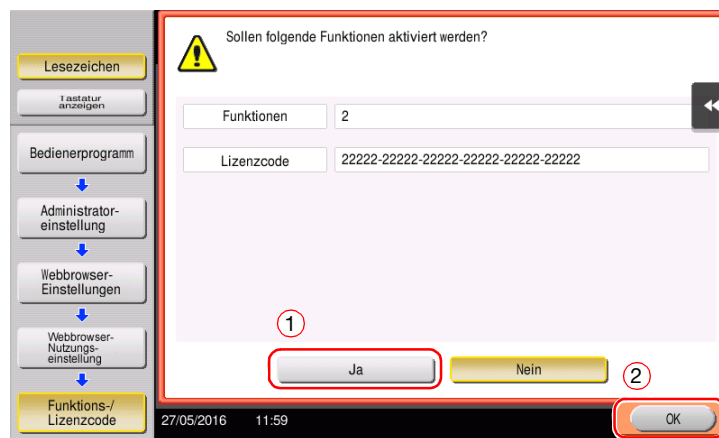 Lesezeichen
Tastatur
anzeigen
Bedienerprogramm
Administrator-
einstellung
Webbrowser-
Einstellungen
Webbrowser-
Nutzungs-
einstellung
Funktions-/
Lizenzcode
Sollen folgende Funktionen aktiviert werden?
Funktionen
2
Lizenzcode
22222-22222-22222-22222-22222-22222
1
Ja
Nein
2
27/05/2016 11:59
OK